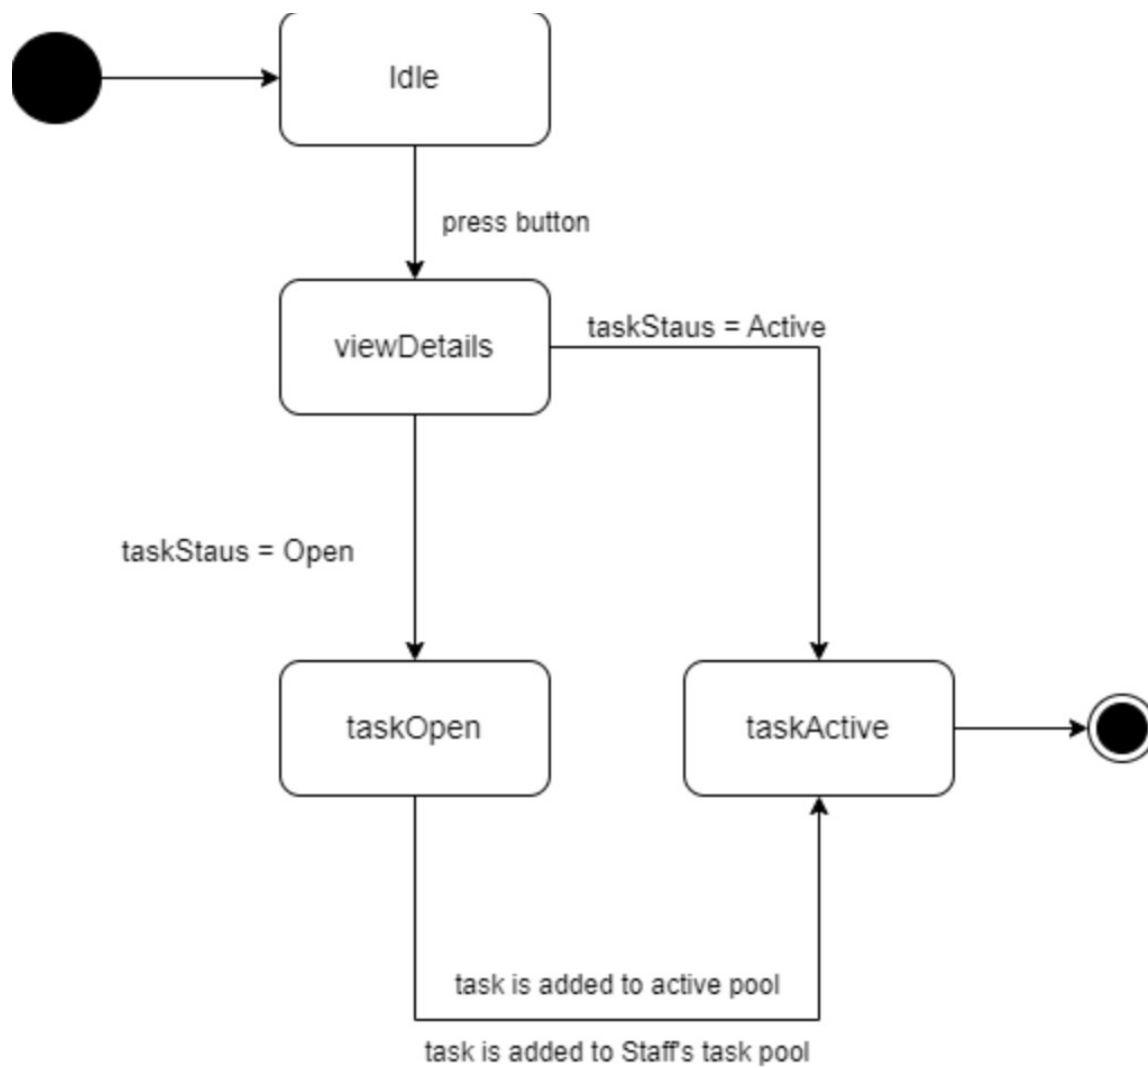 Idle
press button
viewDetails
taskStaus = Active
taskStaus = Open
taskOpen
taskActive
task is added to active pool
task is added to Staff's task pool